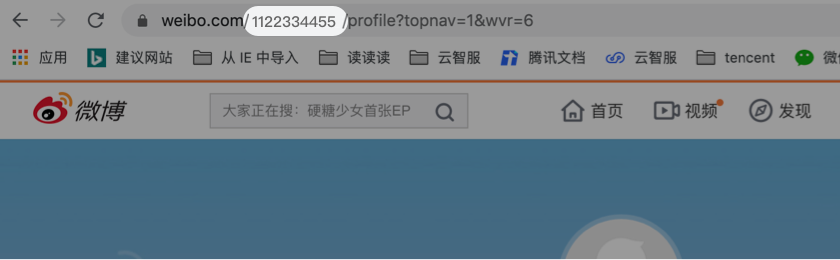 weibo.com/1122334455/profile?topnav=1&wvr=6
应用 建议网站 从 IE 中导入 读读读 云智服 腾讯文档 云智服 tencent
微博 大家正在搜：硬糖少女首张EP 首页 视频 发现